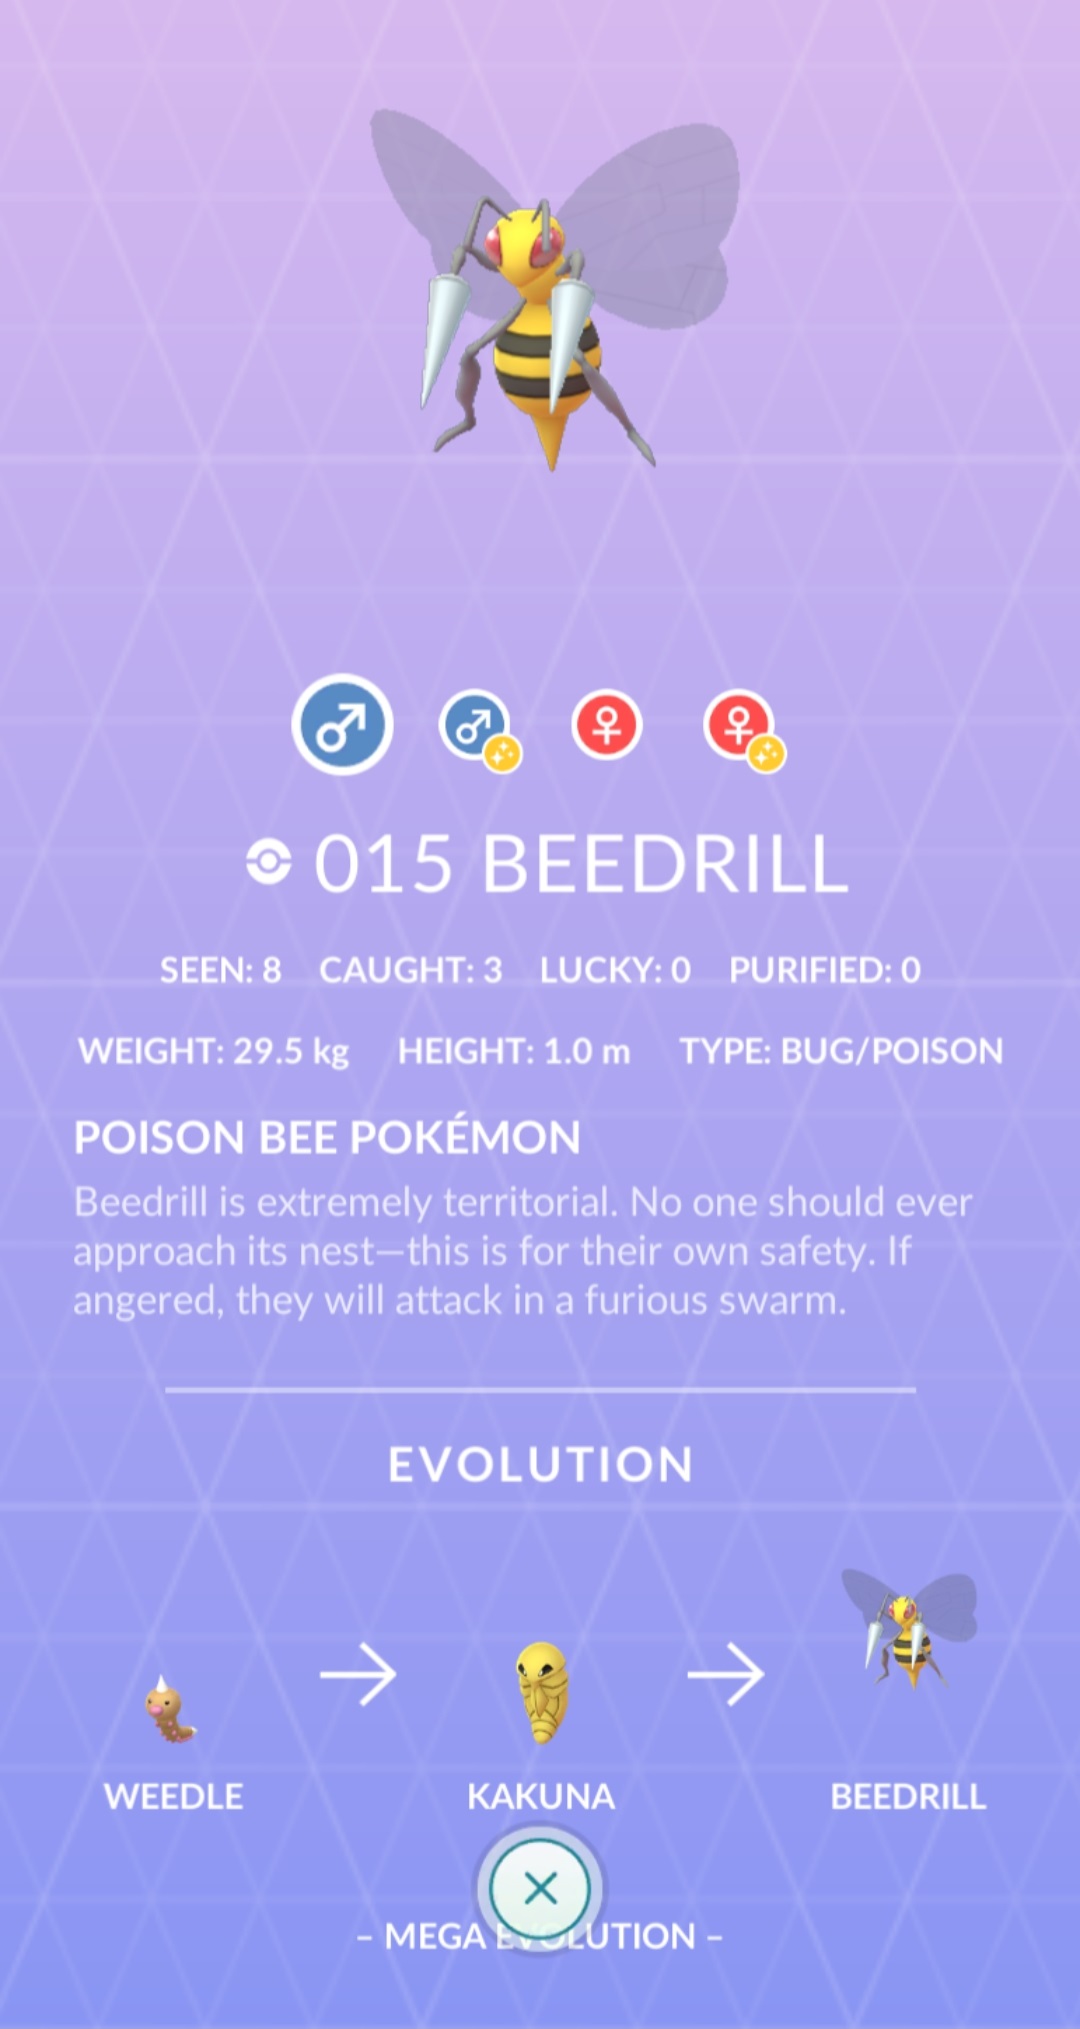 015 BEEDRILL
SEEN: 8 CAUGHT: 3 LUCKY: 0 PURIFIED: 0
WEIGHT: 29.5 kg HEIGHT: 1.0 m TYPE: BUG/POISON
POISON BEE POKÉMON
Beedrill is extremely territorial. No one should ever
approach its nest—this is for their own safety. If
angered, they will attack in a furious swarm.
EVOLUTION
WEEDLE KAKUNA BEEDRILL
– MEGA EVOLUTION –